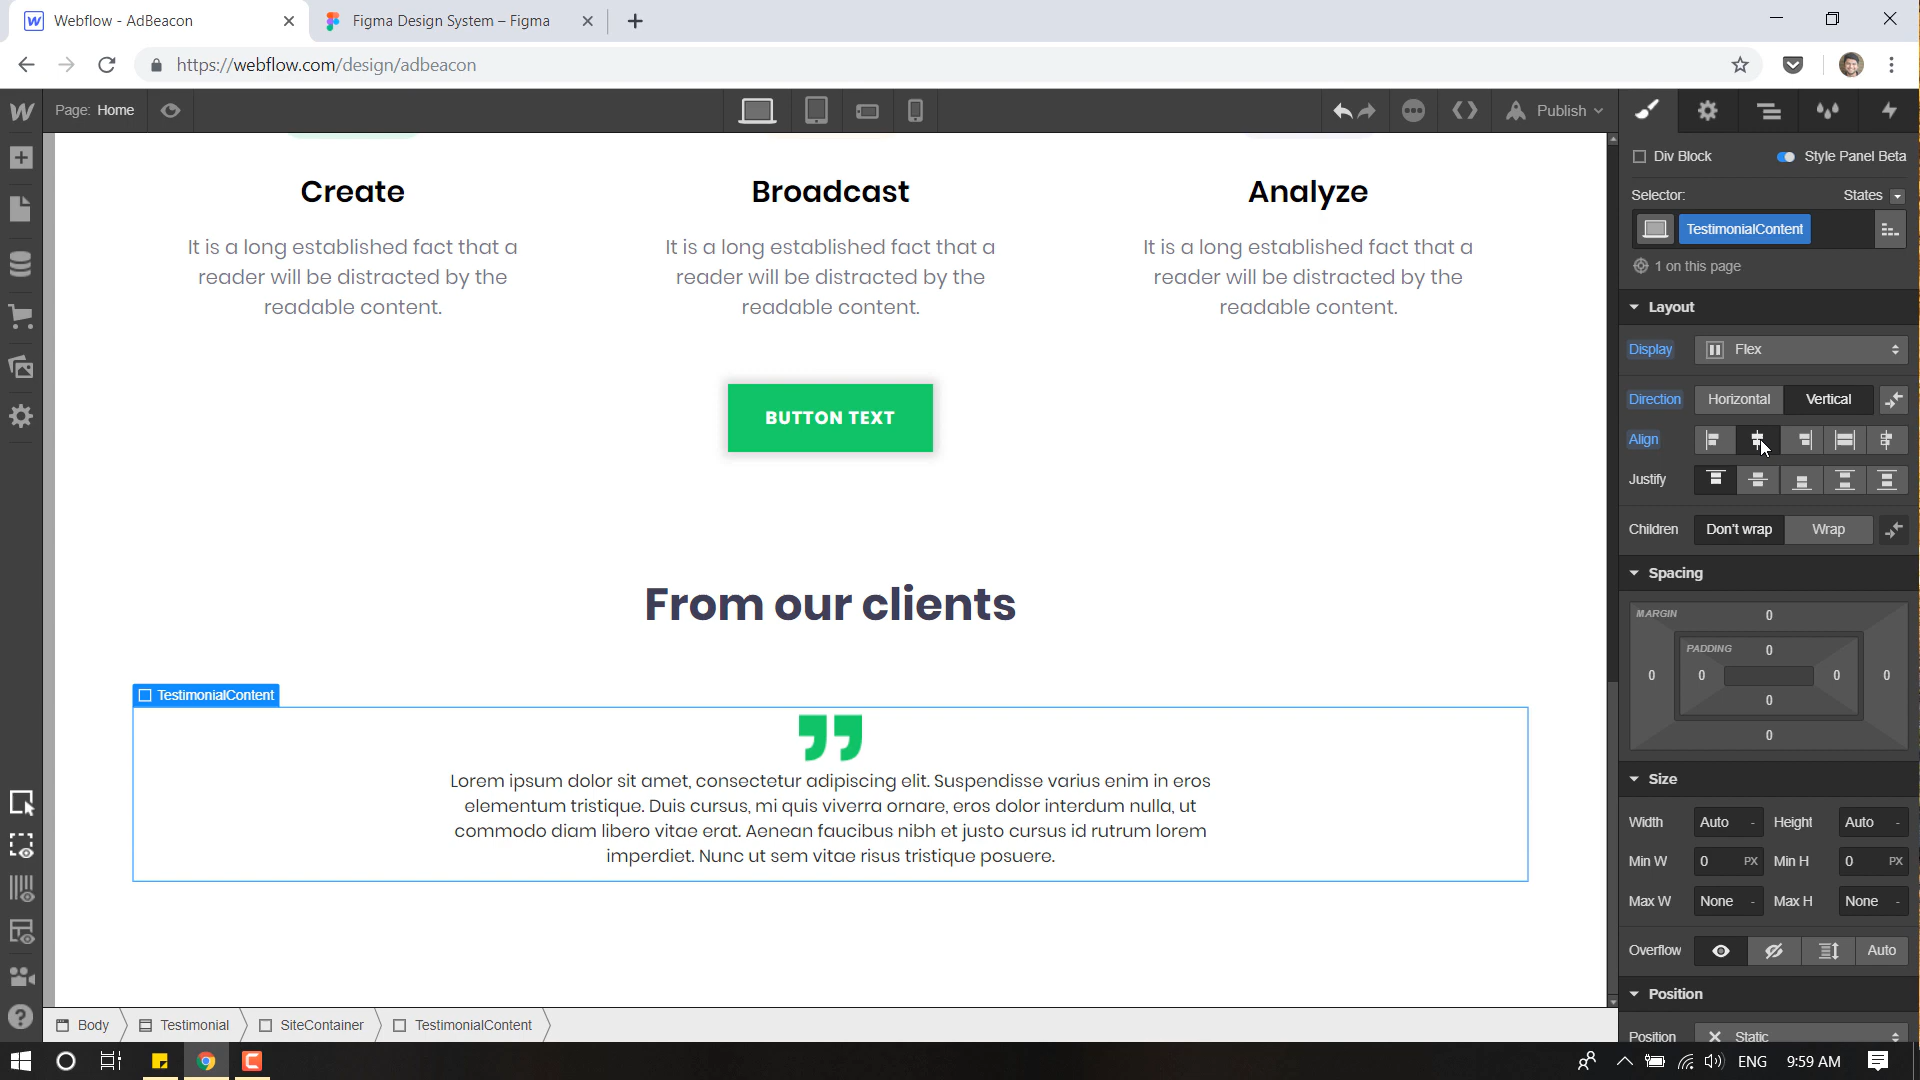 Webflow - AdBeacon
Figma Design System – Figma
https://webflow.com/design/adbeacon
Page: Home
Publish
Create
Broadcast
Analyze
It is a long established fact that a
reader will be distracted by the
readable content.
It is a long established fact that a
reader will be distracted by the
readable content.
It is a long established fact that a
reader will be distracted by the
readable content.
BUTTON TEXT
From our clients
TestimonialContent
Lorem ipsum dolor sit amet, consectetur adipiscing elit. Suspendisse varius enim in eros
elementum tristique. Duis cursus, mi quis viverra ornare, eros dolor interdum nulla, ut
commodo diam libero vitae erat. Aenean faucibus nibh et justo cursus id rutrum lorem
imperdiet. Nunc ut sem vitae risus tristique posuere.
Body
Testimonial
SiteContainer
TestimonialContent
Div Block
Style Panel Beta
Selector:
States
TestimonialContent
1 on this page
Layout
Display
Flex
Direction
Horizontal
Vertical
Align
Justify
Children
Don't wrap
Wrap
Spacing
MARGIN
0
PADDING
0
0
0
0
0
0
0
Size
Width
Auto
-
Height
Auto
-
Min W
0
PX
Min H
0
PX
Max W
None
-
Max H
None
-
Overflow
Auto
Position
Position
Static
ENG
9:59 AM